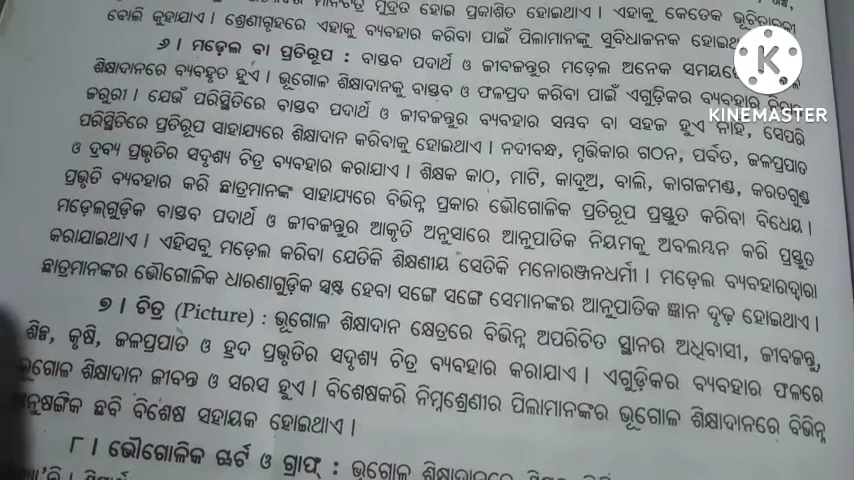 ମାନଚିତ୍ର ମୁଦ୍ରିତ ହୋଇ ପ୍ରକାଶିତ ହୋଇଥାଏ । ଏହାକୁ କେତେକ
ବୋଲି କୁହାଯାଏ । ଶ୍ରେଣୀଗୃହରେ ଏହାକୁ ବ୍ୟବହାର କରିବା ପାଇଁ ପିଲାମାନଙ୍କୁ ସୁବିଧାଜନକ
୬ । ମଡ଼େଲ ବା ପ୍ରତିରୂପ : ବାସ୍ତବ ପଦାର୍ଥ ଓ ଜୀବଜନ୍ତୁର ମଡ଼େଲ ଅନେକ
ଶିକ୍ଷାଦାନରେ ବ୍ୟବହୃତ ହୁଏ । ଭୂଗୋଳ ଶିକ୍ଷାଦାନକୁ ବାସ୍ତବ ଓ ଫଳପ୍ରଦ କରିବା ପାଇଁ ଏଗୁଡ଼ିକର ବ୍ୟବହାର
ଜରୁରୀ । ଯେଉଁ ପରିସ୍ଥିତିରେ ବାସ୍ତବ ପଦାର୍ଥ ଓ ଜୀବଜନ୍ତୁର ବ୍ୟବହାର ସମ୍ଭବ ବା ସହଜ ହୁଏ ନାହିଁ, ସେପରି
ପରିସ୍ଥିତିରେ ପ୍ରତିରୂପ ସାହାଯ୍ୟରେ ଶିକ୍ଷାଦାନ କରିବାକୁ ହୋଇଥାଏ । ନଦୀବନ୍ଧ, ମୃତ୍ତିକାର ଗଠନ, ପର୍ବତ, ଜଳପ୍ରପାତ
ଓ ଦ୍ରବ୍ୟ ପ୍ରଭୃତିର ସଦୃଶ୍ୟ ଚିତ୍ର ବ୍ୟବହାର କରାଯାଏ । ଶିକ୍ଷକ କାଠ, ମାଟି, କାଦୁଅ, ବାଲି, କାଗଜମଣ୍ଡ, କରତଗୁଣ୍ଡ
ପ୍ରଭୃତି ବ୍ୟବହାର କରି ଛାତ୍ରମାନଙ୍କ ସାହାଯ୍ୟରେ ବିଭିନ୍ନ ପ୍ରକାର ଭୌଗୋଳିକ ପ୍ରତିରୂପ ପ୍ରସ୍ତୁତ କରିବା ବିଧେୟ ।
ମଡ଼େଲ୍‌ଗୁଡ଼ିକ ବାସ୍ତବ ପଦାର୍ଥ ଓ ଜୀବଜନ୍ତୁର ଆକୃତି ଅନୁସାରେ ଆନୁପାତିକ ନିୟମକୁ ଅବଲମ୍ବନ କରି ପ୍ରସ୍ତୁତ
କରାଯାଇଥାଏ । ଏହିସବୁ ମଡ଼େଲ କରିବା ଯେତିକି ଶିକ୍ଷଣୀୟ ସେତିକି ମନୋରଞ୍ଜନଧର୍ମୀ । ମଡ଼େଲ ବ୍ୟବହାରଦ୍ୱାରା
ଛାତ୍ରମାନଙ୍କର ଭୌଗୋଳିକ ଧାରଣାଗୁଡ଼ିକ ସ୍ପଷ୍ଟ ହେବା ସଙ୍ଗେ ସଙ୍ଗେ ସେମାନଙ୍କର ଆନୁପାତିକ ଜ୍ଞାନ ଦୃଢ଼ ହୋଇଥାଏ ।
୭ । ଚିତ୍ର (Picture) : ଭୂଗୋଳ ଶିକ୍ଷାଦାନ କ୍ଷେତ୍ରରେ ବିଭିନ୍ନ ଅପରିଚିତ ସ୍ଥାନର ଅଧିବାସୀ, ଜୀବଜନ୍ତୁ,
ଶିଳ୍ପ, କୃଷି, ଜଳପ୍ରପାତ ଓ ହ୍ରଦ ପ୍ରଭୃତିର ସଦୃଶ୍ୟ ଚିତ୍ର ବ୍ୟବହାର କରାଯାଏ । ଏଗୁଡ଼ିକର ବ୍ୟବହାର ଫଳରେ
ଭୂଗୋଳ ଶିକ୍ଷାଦାନ ଜୀବନ୍ତ ଓ ସରସ ହୁଏ । ବିଶେଷକରି ନିମ୍ନଶ୍ରେଣୀର ପିଲାମାନଙ୍କର ଭୂଗୋଳ ଶିକ୍ଷାଦାନରେ ବିଭିନ୍ନ
ଆନୁଷଙ୍ଗିକ ଛବି ବିଶେଷ ସହାୟକ ହୋଇଥାଏ ।
୮ । ଭୌଗୋଳିକ ଚାର୍ଟ ଓ ଗ୍ରାଫ୍ : ଭୂଗୋଳ ଶିକ୍ଷାଦାନରେ
KINEMASTER